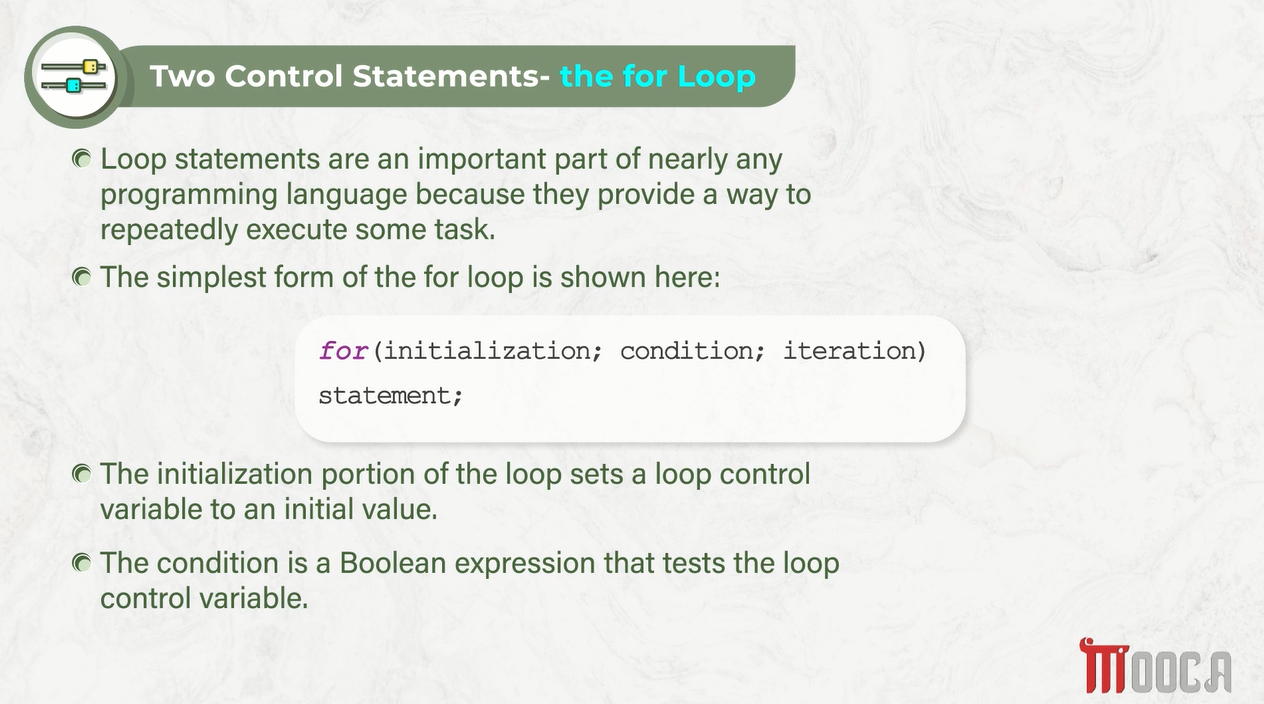 Two Control Statements- the for Loop
Loop statements are an important part of nearly any
programming language because they provide a way to
repeatedly execute some task.
The simplest form of the for loop is shown here:
for(initialization; condition; iteration)
statement;
The initialization portion of the loop sets a loop control
variable to an initial value.
The condition is a Boolean expression that tests the loop
control variable.
MOOCA